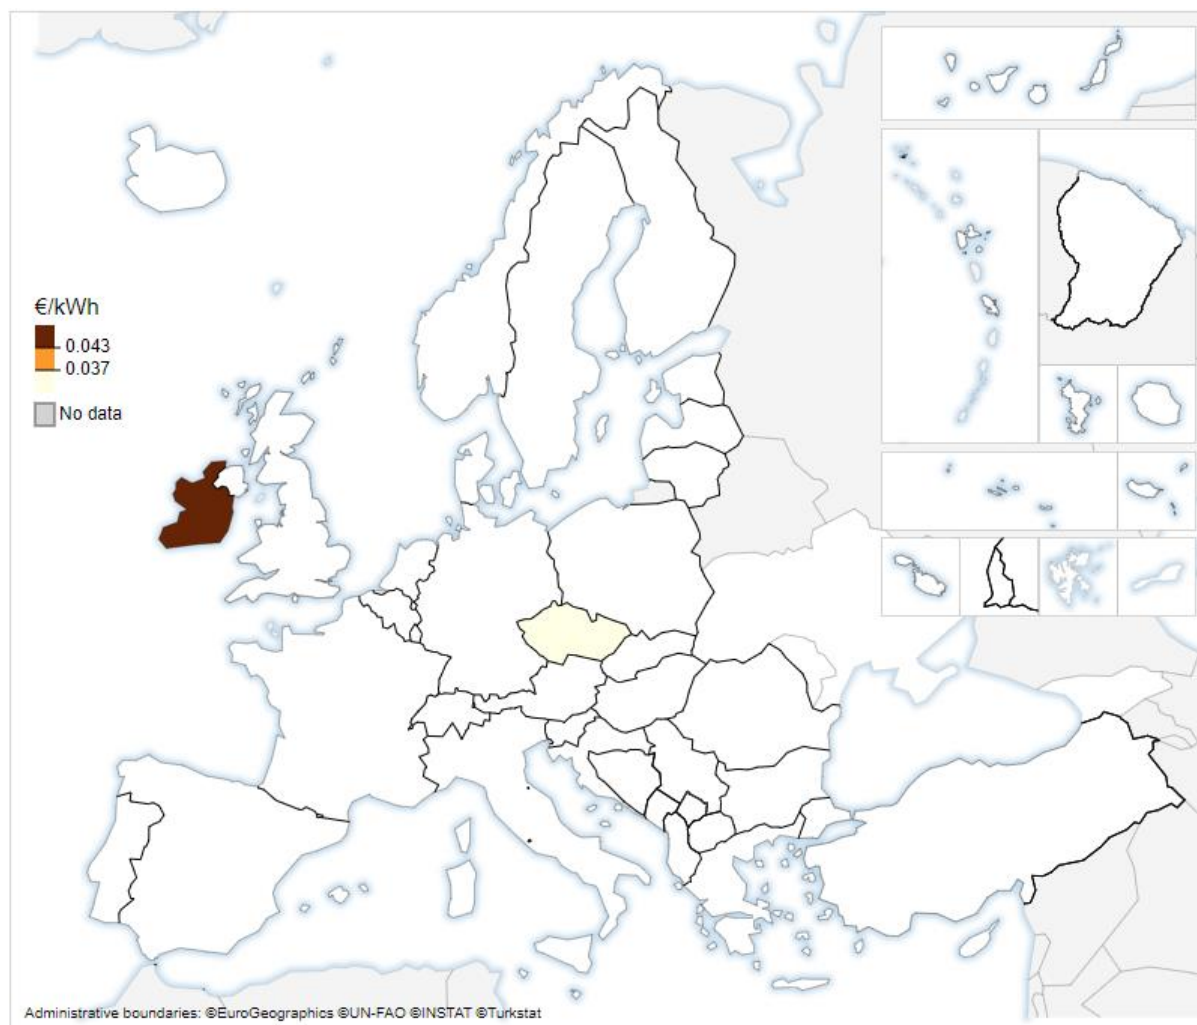 €/kWh
0.043
0.037
No data
Administrative boundaries: ©EuroGeographics ©UN-FAO ©INSTAT ©Turkstat